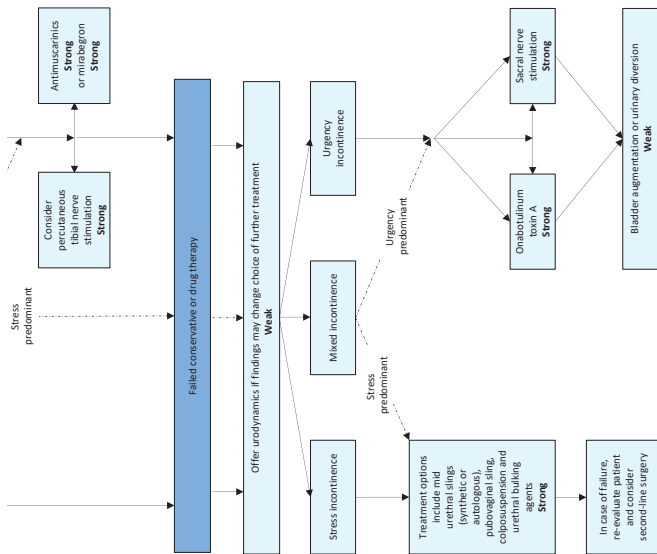 Stress
predominant
Consider
percutaneous
tibial nerve
stimulation
Strong
Antimuscarinics
Strong
or mirabegron
Strong
Failed conservative or drug therapy
Offer urodynamics if findings may change choice of further treatment
Weak
Stress incontinence
Mixed incontinence
Urgency
incontinence
Stress
predominant
Urgency
predominant
Treatment options
include mid
urethral slings
(synthetic or
autologous),
pubovaginal sling,
colposuspension and
urethral bulking
agents
Strong
Onabotulinum
toxin A
Strong
Sacral nerve
stimulation
Strong
In case of failure,
re-evaluate patient
and consider
second-line surgery
Bladder augmentation or urinary diversion
Weak